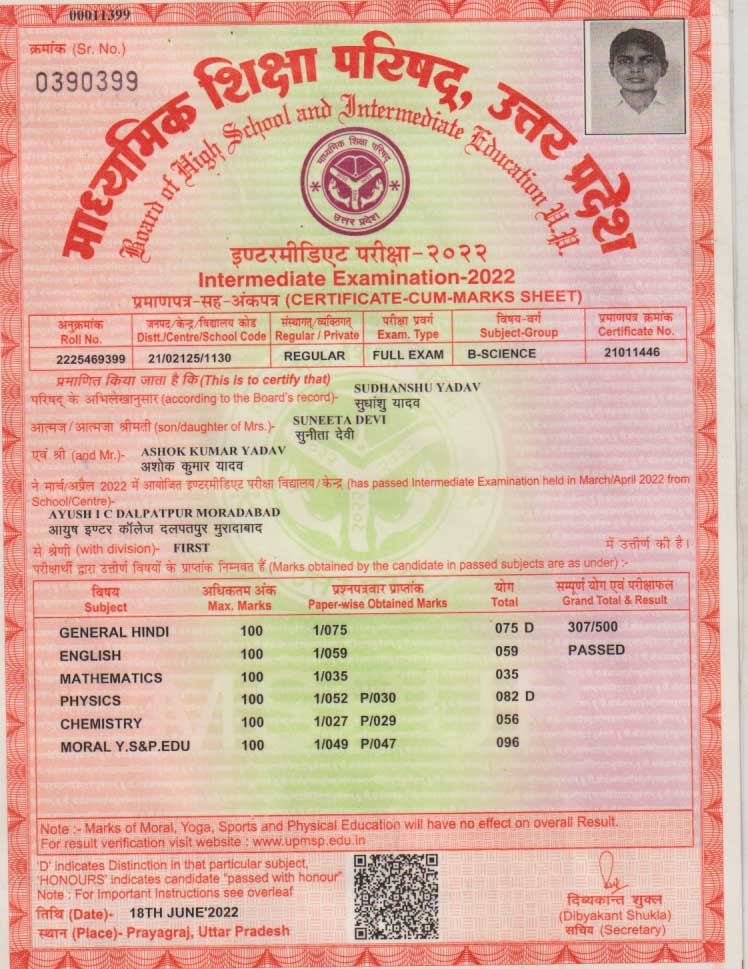 00011399
क्रमांक (Sr. No.)
0390399
माध्यमिक शिक्षा परिषद्, उत्तर प्रदेश
Board of High School and Intermediate Education U.P.
माध्यमिक शिक्षा परिषद्
उत्तर प्रदेश
इण्टरमीडिएट परीक्षा-२०२२
Intermediate Examination-2022
प्रमाणपत्र-सह-अंकपत्र (CERTIFICATE-CUM-MARKS SHEET)
अनुक्रमांक जनपद/केन्द्र/विद्यालय कोड संस्थागत्/व्यक्तिगत् परीक्षा प्रवर्ग विषय-वर्ग प्रमाणपत्र क्रमांक
Roll No. Distt./Centre/School Code Regular / Private Exam. Type Subject-Group Certificate No.
2225469399 21/02125/1130 REGULAR FULL EXAM B-SCIENCE 21011446
प्रमाणित किया जाता है कि (This is to certify that) SUDHANSHU YADAV
परिषद के अभिलेखानुसार (according to the Board's record)- सुधांशु यादव
आत्मज/आत्मजा श्रीमती (son/daughter of Mrs.)- SUNEETA DEVI
सुनीता देवी
एवं श्री (and Mr.)- ASHOK KUMAR YADAV
अशोक कुमार यादव
ने मार्च/अप्रैल 2022 में आयोजित इण्टरमीडिएट परीक्षा विद्यालय/केन्द्र (has passed Intermediate Examination held in March/April 2022 from
School/Centre)-
AYUSH I C DALPATPUR MORADABAD
आयुष इण्टर कॉलेज दलपतपुर मुरादाबाद
से श्रेणी (with division)- FIRST में उत्तीर्ण की है।
परीक्षार्थी द्वारा उत्तीर्ण विषयों के प्राप्तांक निम्नवत हैं (Marks obtained by the candidate in passed subjects are as under) :-
विषय अधिकतम अंक प्रश्नपत्रवार प्राप्तांक योग सम्पूर्ण योग एवं परीक्षाफल
Subject Max. Marks Paper-wise Obtained Marks Total Grand Total & Result
GENERAL HINDI 100 1/075 075 D 307/500
ENGLISH 100 1/059 059 PASSED
MATHEMATICS 100 1/035 035
PHYSICS 100 1/052 P/030 082 D
CHEMISTRY 100 1/027 P/029 056
MORAL Y.S&P.EDU 100 1/049 P/047 096
Note :- Marks of Moral, Yoga, Sports and Physical Education will have no effect on overall Result.
For result verification visit website : www.upmsp.edu.in
'D' indicates Distinction in that particular subject,
'HONOURS' indicates candidate "passed with honour"
Note : For Important Instructions see overleaf
तिथि (Date)- 18TH JUNE'2022
स्थान (Place)- Prayagraj, Uttar Pradesh
दिव्यकान्त शुक्ल
(Dibyakant Shukla)
सचिव (Secretary)